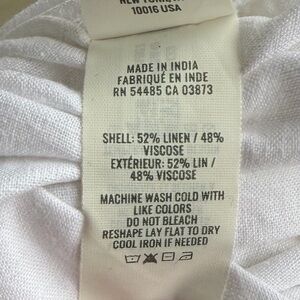 10016 USA
MADE IN INDIA
FABRIQUÉ EN INDE
RN 54485 CA 03873
SHELL: 52% LINEN / 48%
VISCOSE
EXTÉRIEUR: 52% LIN /
48% VISCOSE
MACHINE WASH COLD WITH
LIKE COLORS
DO NOT BLEACH
RESHAPE LAY FLAT TO DRY
COOL IRON IF NEEDED